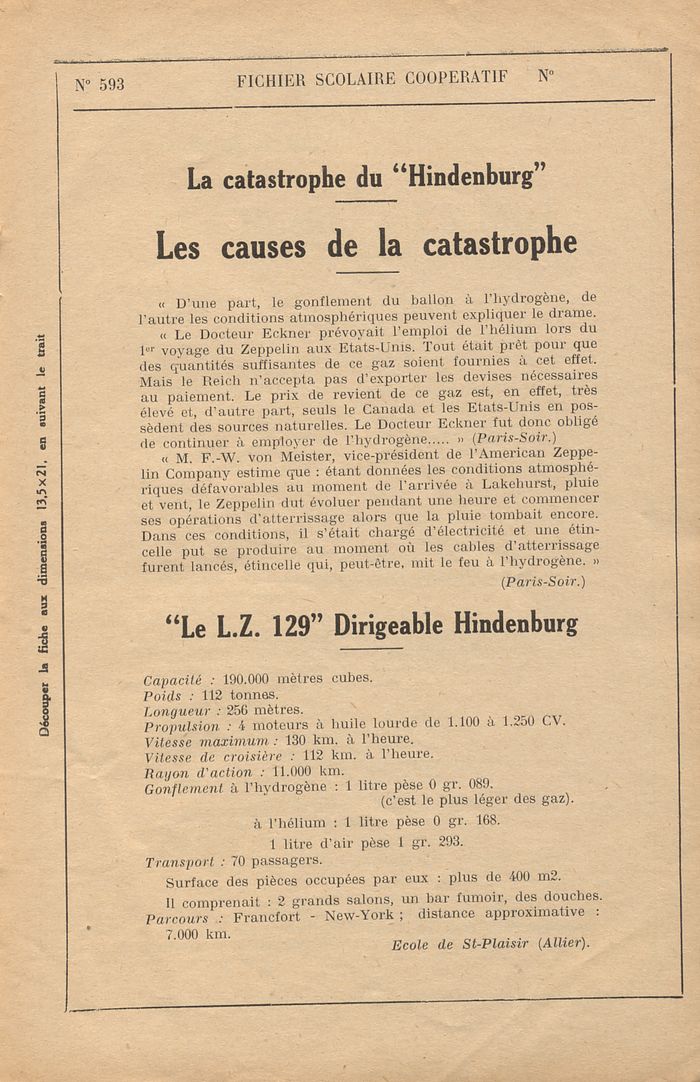 N° 593 FICHIER SCOLAIRE COOPERATIF N°
La catastrophe du “Hindenburg”
Les causes de la catastrophe
« D'une part, le gonflement du ballon à l'hydrogène, de
l'autre les conditions atmosphériques peuvent expliquer le drame.
« Le Docteur Eckner prévoyait l'emploi de l'hélium lors du
1er voyage du Zeppelin aux Etats-Unis. Tout était prêt pour que
des quantités suffisantes de ce gaz soient fournies à cet effet.
Mais le Reich n'accepta pas d'exporter les devises nécessaires
au paiement. Le prix de revient de ce gaz est, en effet, très
élevé et, d'autre part, seuls le Canada et les Etats-Unis en pos-
sèdent des sources naturelles. Le Docteur Eckner fut donc obligé
de continuer à employer de l'hydrogène..... » (Paris-Soir.)
« M. F.-W. von Meister, vice-président de l'American Zeppe-
lin Company estime que : étant données les conditions atmosphé-
riques défavorables au moment de l'arrivée à Lakehurst, pluie
et vent, le Zeppelin dut évoluer pendant une heure et commencer
ses opérations d'atterrissage alors que la pluie tombait encore.
Dans ces conditions, il s'était chargé d'électricité et une étin-
celle put se produire au moment où les cables d'atterrissage
furent lancés, étincelle qui, peut-être, mit le feu à l'hydrogène. »
(Paris-Soir.)
“Le L.Z. 129” Dirigeable Hindenburg
Capacité : 190.000 mètres cubes.
Poids : 112 tonnes.
Longueur : 256 mètres.
Propulsion : 4 moteurs à huile lourde de 1.100 à 1.250 CV.
Vitesse maximum : 130 km. à l'heure.
Vitesse de croisière : 112 km. à l'heure.
Rayon d'action : 11.000 km.
Gonflement à l'hydrogène : 1 litre pèse 0 gr. 089.
(c'est le plus léger des gaz).
à l'hélium : 1 litre pèse 0 gr. 168.
1 litre d'air pèse 1 gr. 293.
Transport : 70 passagers.
Surface des pièces occupées par eux : plus de 400 m2.
Il comprenait : 2 grands salons, un bar fumoir, des douches.
Parcours : Francfort - New-York ; distance approximative :
7.000 km.
Ecole de St-Plaisir (Allier).
Découper la fiche aux dimensions 13,5×21, en suivant le trait